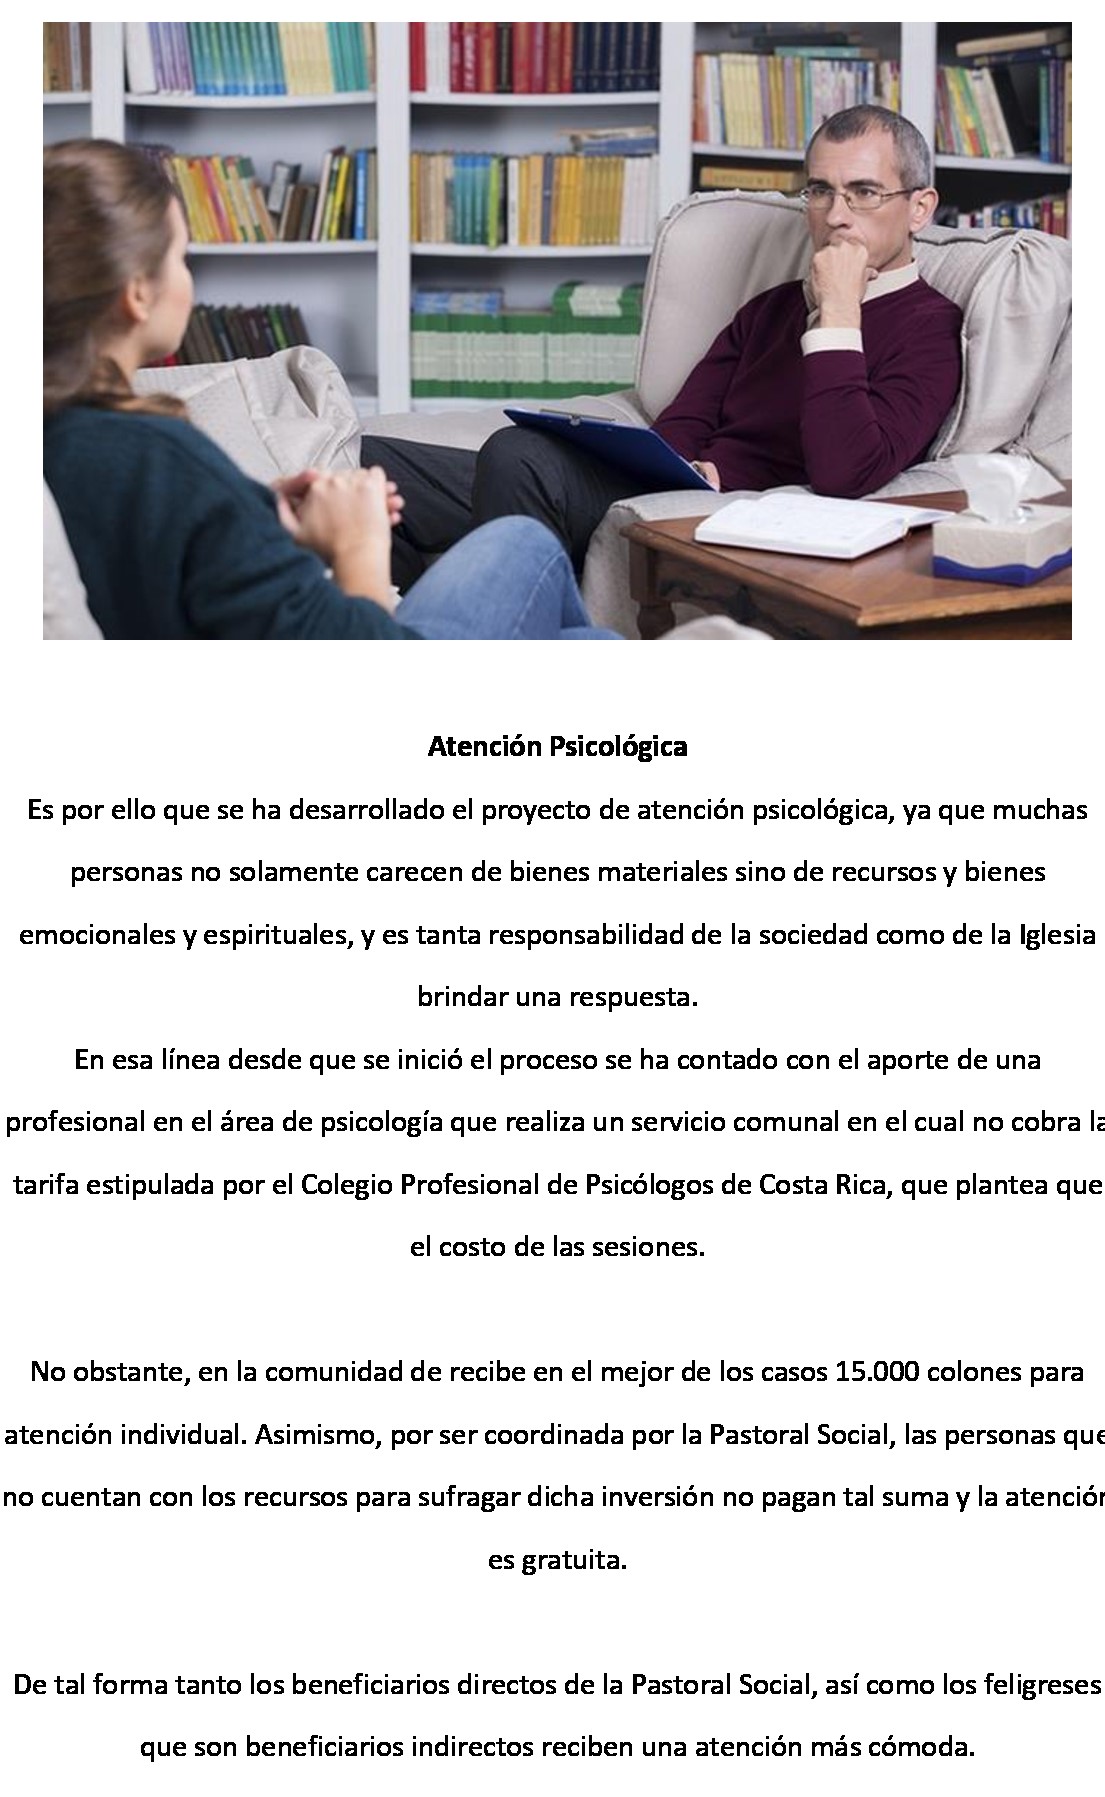 Atención Psicológica
Es por ello que se ha desarrollado el proyecto de atención psicológica, ya que muchas
personas no solamente carecen de bienes materiales sino de recursos y bienes
emocionales y espirituales, y es tanta responsabilidad de la sociedad como de la Iglesia
brindar una respuesta.
En esa línea desde que se inició el proceso se ha contado con el aporte de una
profesional en el área de psicología que realiza un servicio comunal en el cual no cobra la
tarifa estipulada por el Colegio Profesional de Psicólogos de Costa Rica, que plantea que
el costo de las sesiones.
No obstante, en la comunidad de recibe en el mejor de los casos 15.000 colones para
atención individual. Asimismo, por ser coordinada por la Pastoral Social, las personas que
no cuentan con los recursos para sufragar dicha inversión no pagan tal suma y la atención
es gratuita.
De tal forma tanto los beneficiarios directos de la Pastoral Social, así como los feligreses
que son beneficiarios indirectos reciben una atención más cómoda.